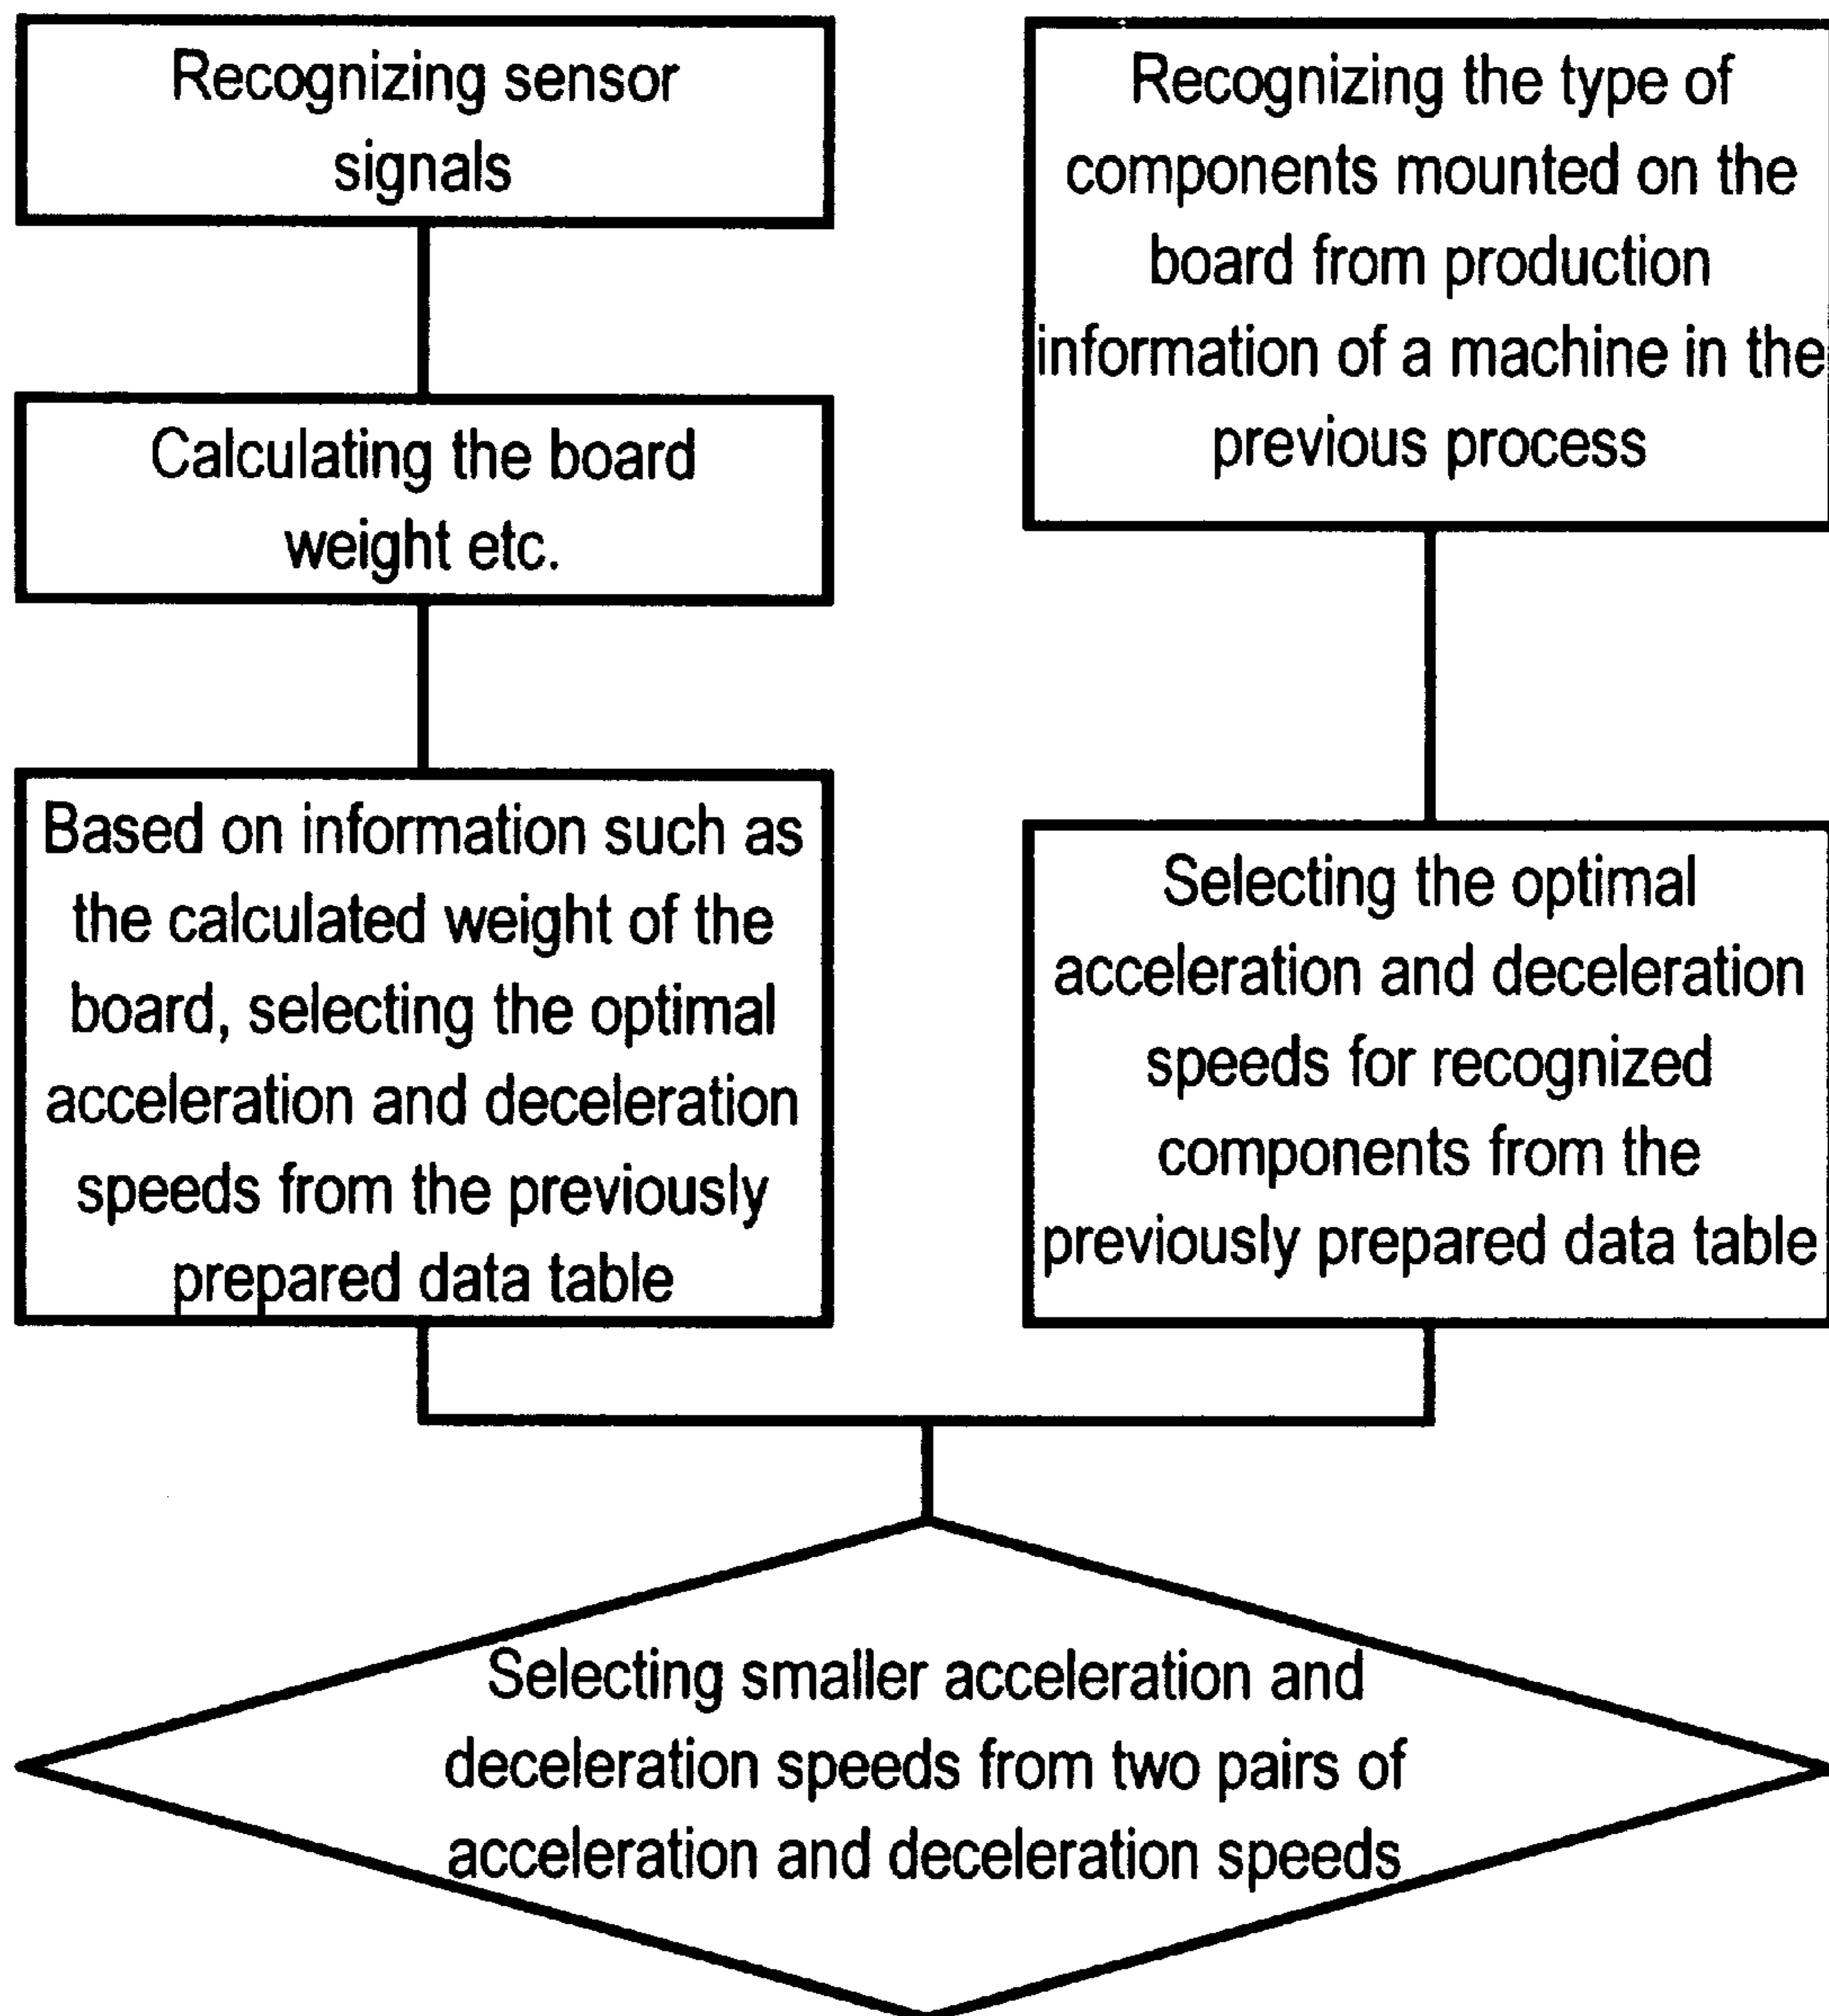 Recognizing sensor
signals
Calculating the board
weight etc.
Based on information such as
the calculated weight of the
board, selecting the optimal
acceleration and deceleration
speeds from the previously
prepared data table
Recognizing the type of
components mounted on the
board from production
information of a machine in the
previous process
Selecting the optimal
acceleration and deceleration
speeds for recognized
components from the
previously prepared data table
Selecting smaller acceleration and
deceleration speeds from two pairs of
acceleration and deceleration speeds